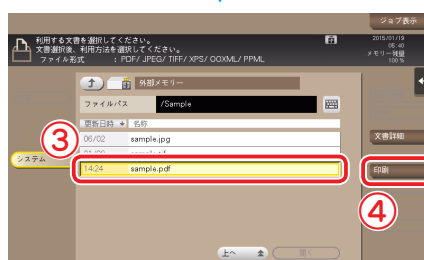 ジョブ表示
利用する文書を選択してください。
文書選択後、利用方法を選択してください。
ファイル形式 : PDF/ JPEG/ TIFF/ XPS/ OOXML/ PPML
2015/01/19
05:40
メモリー残量
100 %
外部メモリー
ファイルパス /Sample
更新日時 名称
06/02 sample.jpg
14:24 sample.pdf
③
システム
文書詳細
印刷
④
上へ
開く